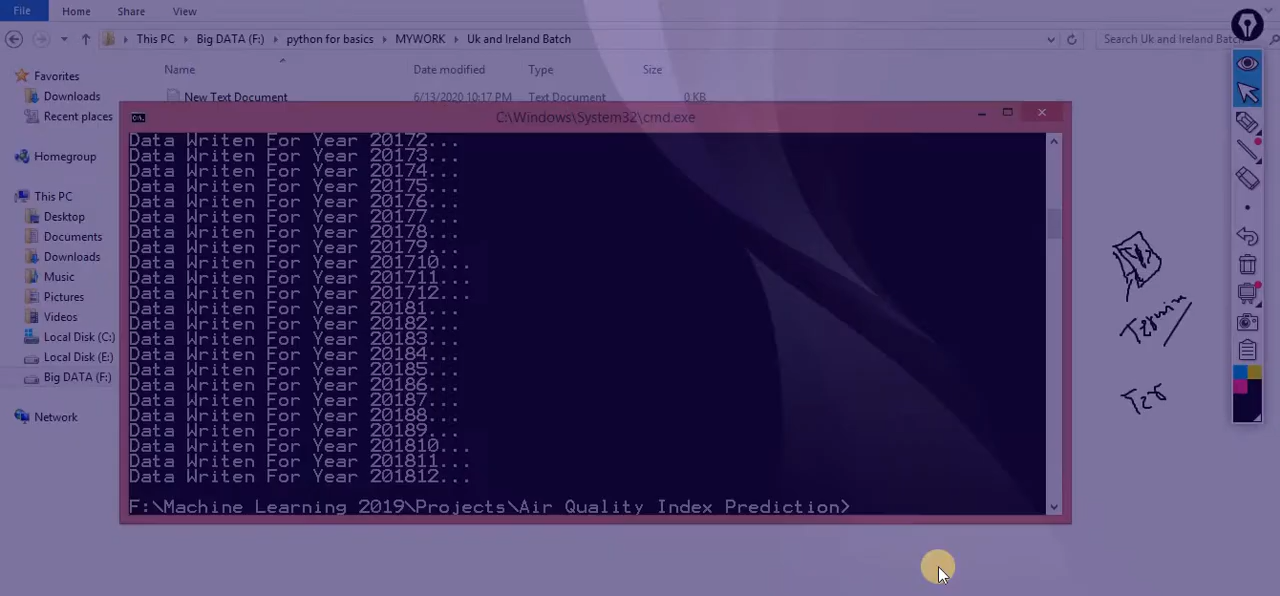 File Home Share View
This PC Big DATA (F:) python for basics MYWORK Uk and Ireland Batch Search Uk and Ireland Batch
Name Date modified Type Size
New Text Document 6/13/2020 10:17 PM Text Document 0 KB
Favorites
Downloads
Recent places
Homegroup
This PC
Desktop
Documents
Downloads
Music
Pictures
Videos
Local Disk (C:)
Local Disk (E:)
Big DATA (F:)
Network
C:\Windows\System32\cmd.exe
Data Writen For Year 20172...
Data Writen For Year 20173...
Data Writen For Year 20174...
Data Writen For Year 20175...
Data Writen For Year 20176...
Data Writen For Year 20177...
Data Writen For Year 20178...
Data Writen For Year 20179...
Data Writen For Year 201710...
Data Writen For Year 201711...
Data Writen For Year 201712...
Data Writen For Year 20181...
Data Writen For Year 20182...
Data Writen For Year 20183...
Data Writen For Year 20184...
Data Writen For Year 20185...
Data Writen For Year 20186...
Data Writen For Year 20187...
Data Writen For Year 20188...
Data Writen For Year 20189...
Data Writen For Year 201810...
Data Writen For Year 201811...
Data Writen For Year 201812...
F:\Machine Learning 2019\Projects\Air Quality Index Prediction>